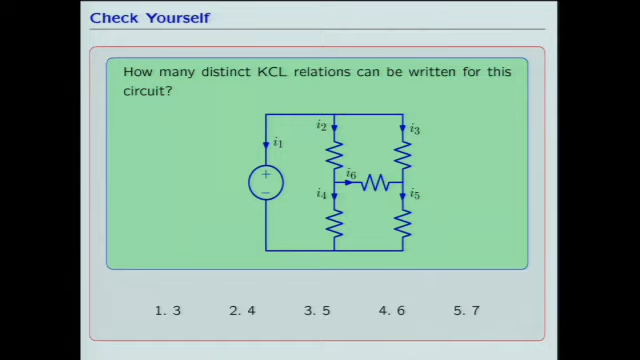 Check Yourself
How many distinct KCL relations can be written for this
circuit?
i2
i3
i1
+
−
i6
i4
i5
1. 3 2. 4 3. 5 4. 6 5. 7